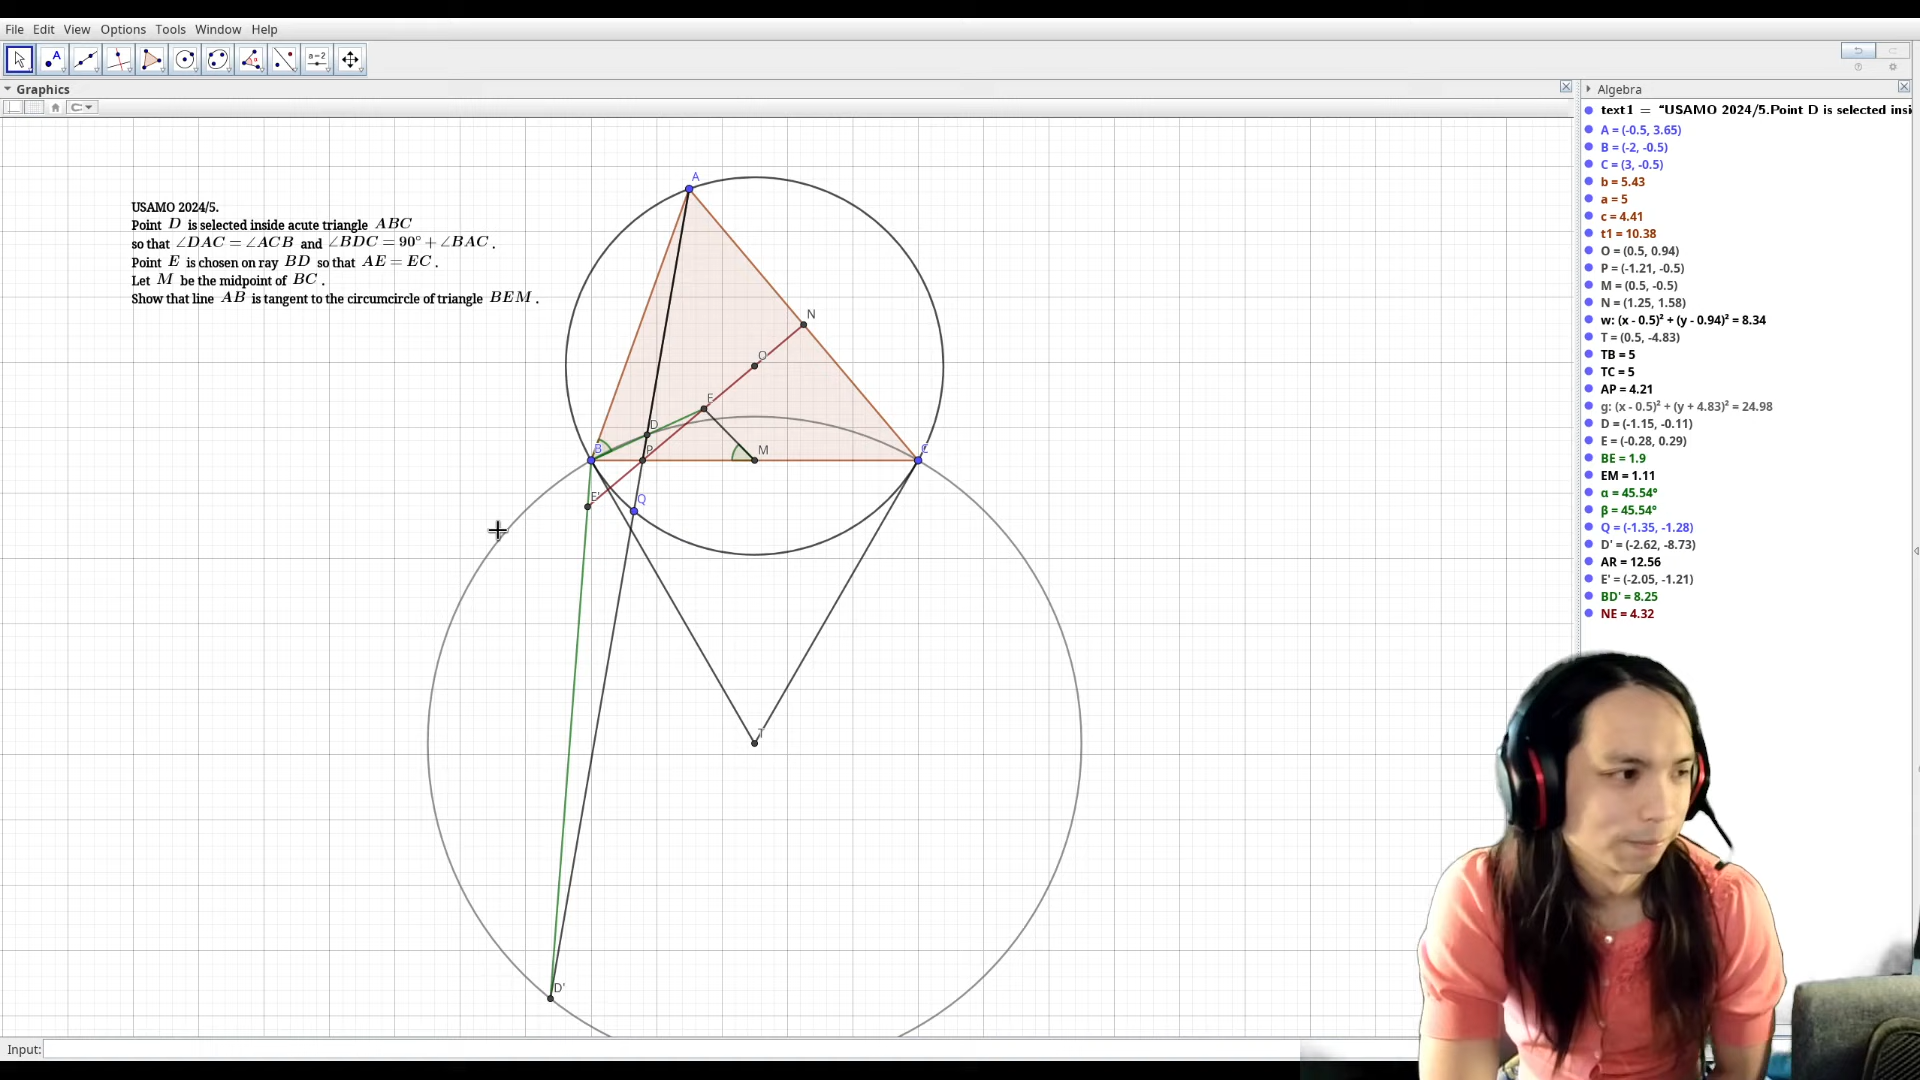 File Edit View Options Tools Window Help
A
a=2
Graphics
Algebra
text1 = "USAMO 2024/5.Point D is selected insi
A = (-0.5, 3.65)
B = (-2, -0.5)
C = (3, -0.5)
b = 5.43
a = 5
c = 4.41
t1 = 10.38
O = (0.5, 0.94)
P = (-1.21, -0.5)
M = (0.5, -0.5)
N = (1.25, 1.58)
w: (x - 0.5)² + (y - 0.94)² = 8.34
T = (0.5, -4.83)
TB = 5
TC = 5
AP = 4.21
g: (x - 0.5)² + (y + 4.83)² = 24.98
D = (-1.15, -0.11)
E = (-0.28, 0.29)
BE = 1.9
EM = 1.11
α = 45.54°
β = 45.54°
Q = (-1.35, -1.28)
D' = (-2.62, -8.73)
AR = 12.56
E' = (-2.05, -1.21)
BD' = 8.25
NE = 4.32
USAMO 2024/5.
Point D is selected inside acute triangle ABC
so that ∠DAC = ∠ACB and ∠BDC = 90° + ∠BAC .
Point E is chosen on ray BD so that AE = EC .
Let M be the midpoint of BC .
Show that line AB is tangent to the circumcircle of triangle BEM .
A
N
O
E
D
B
P
M
C
E'
Q
T
D'
Input: